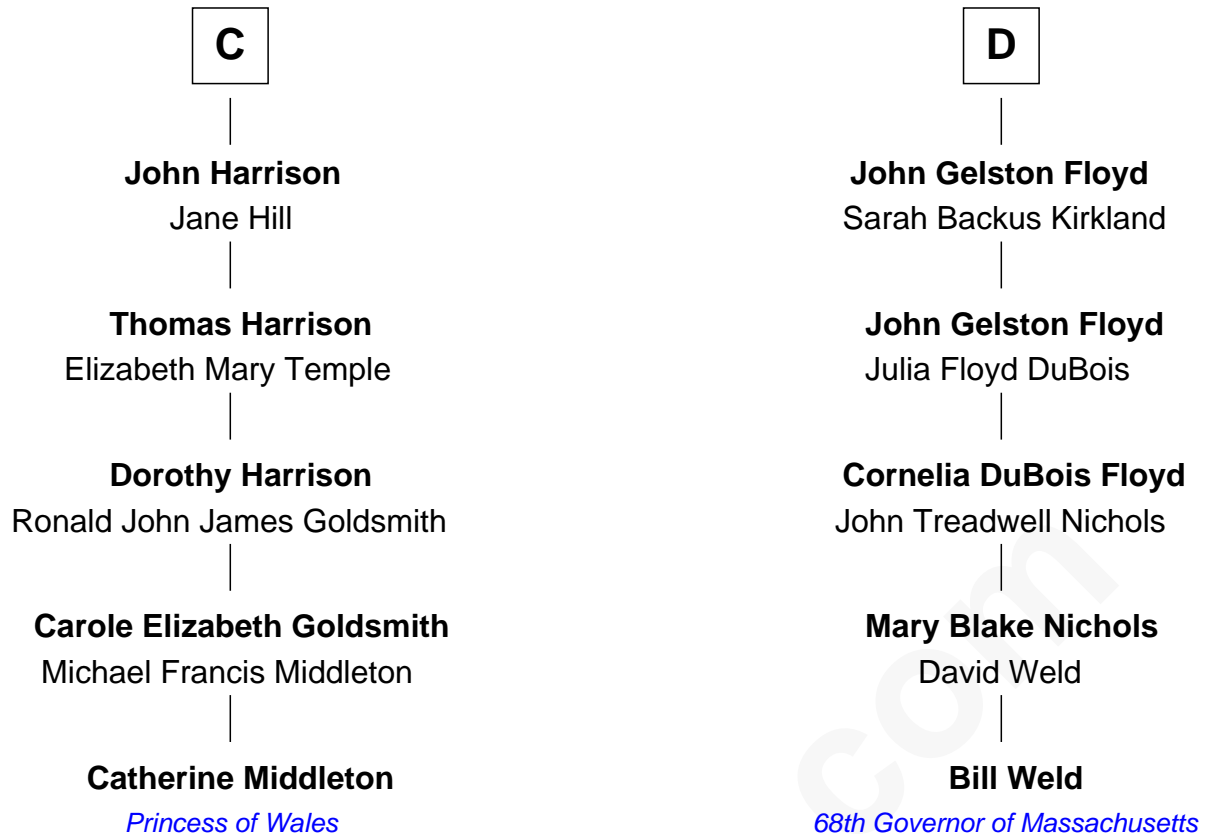 C
John Harrison
Jane Hill
Thomas Harrison
Elizabeth Mary Temple
Dorothy Harrison
Ronald John James Goldsmith
Carole Elizabeth Goldsmith
Michael Francis Middleton
Catherine Middleton
Princess of Wales
D
John Gelston Floyd
Sarah Backus Kirkland
John Gelston Floyd
Julia Floyd DuBois
Cornelia DuBois Floyd
John Treadwell Nichols
Mary Blake Nichols
David Weld
Bill Weld
68th Governor of Massachusetts
com